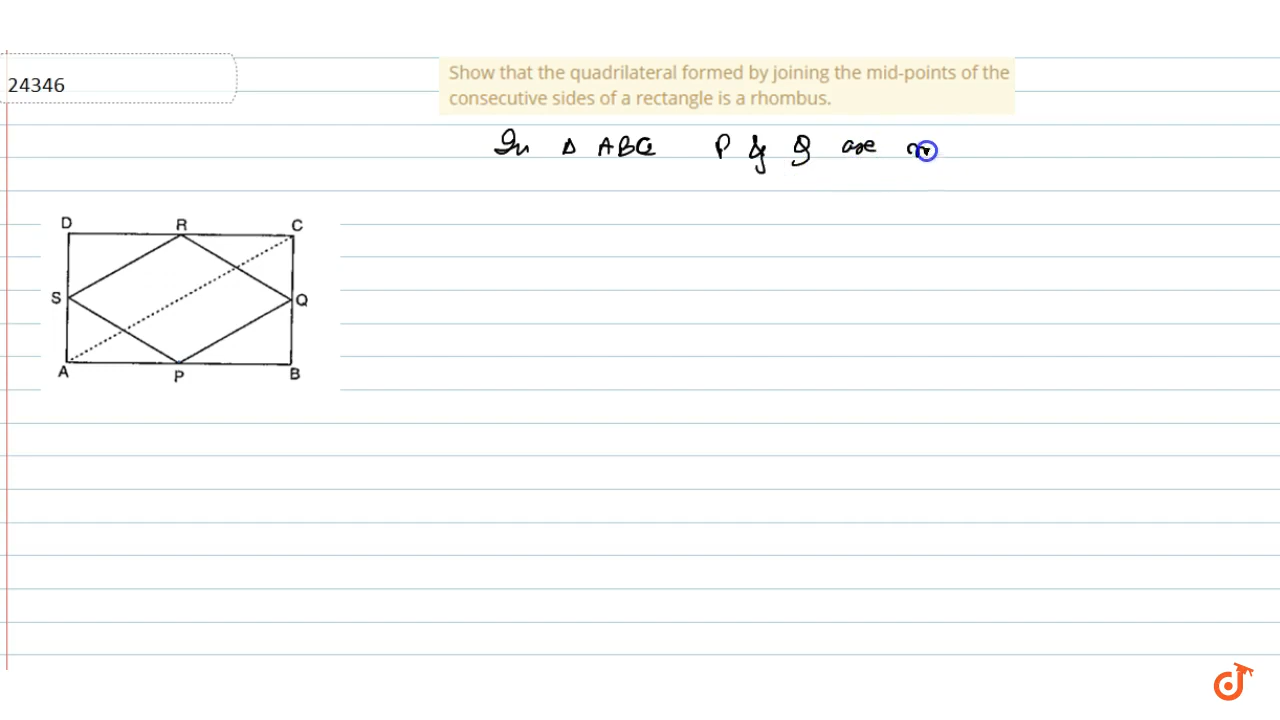 24346
Show that the quadrilateral formed by joining the mid-points of the
consecutive sides of a rectangle is a rhombus.
In Δ ABC P & Q are m
D R C
S Q
A P B